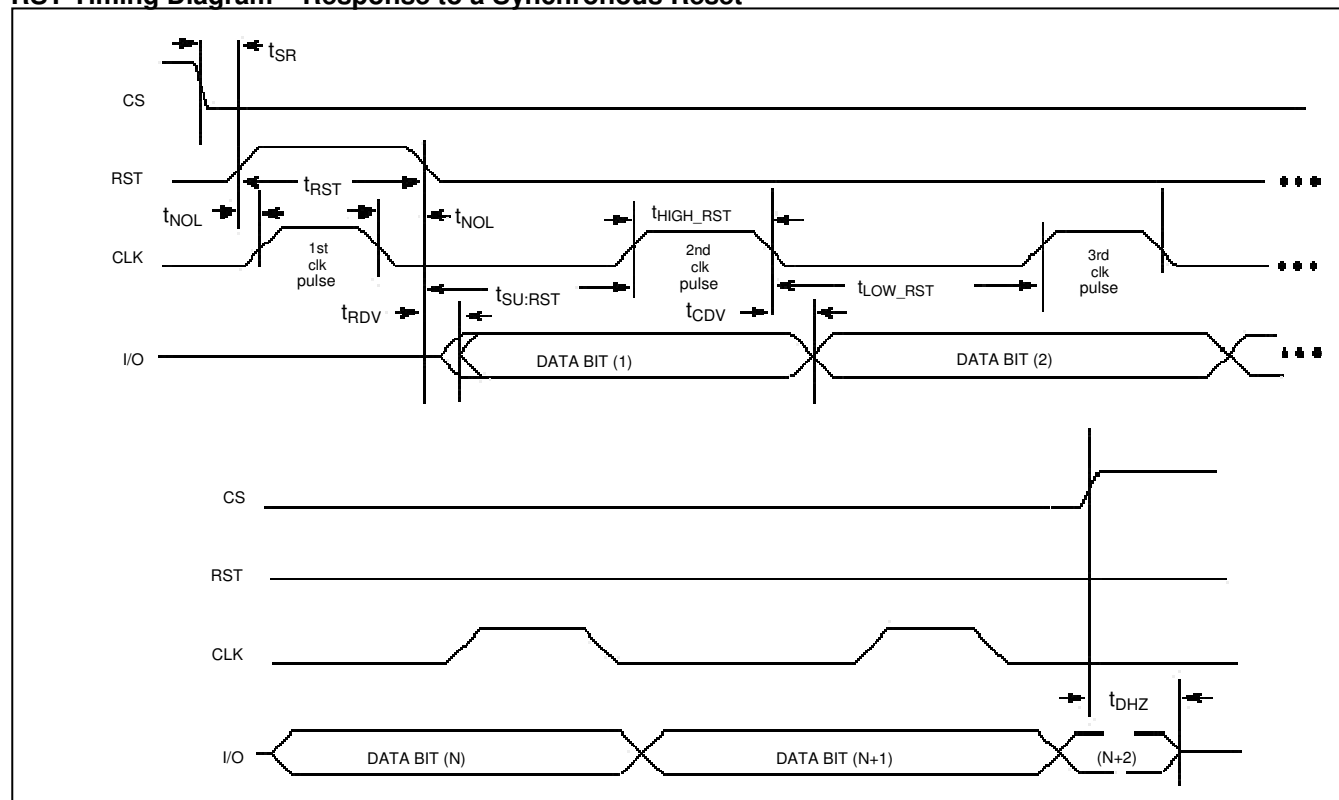 RST Timing Diagram – Response to a Synchronous Reset
tSR
CS
RST
tRST
tNOL
tNOL
tHIGH_RST
CLK
1st
clk
pulse
2nd
clk
pulse
3rd
clk
pulse
tSU:RST
tLOW_RST
tRDV
tCDV
I/O
DATA BIT (1)
DATA BIT (2)
CS
RST
CLK
tDHZ
I/O
DATA BIT (N)
DATA BIT (N+1)
(N+2)